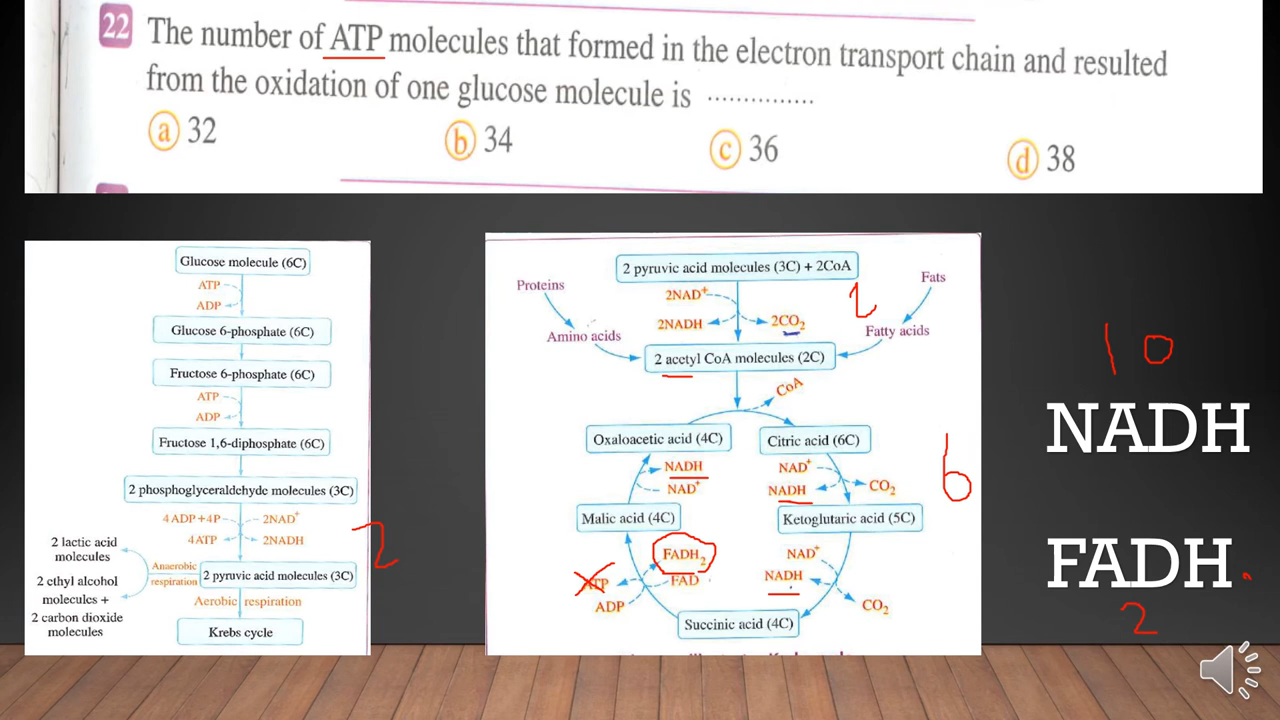 22 The number of ATP molecules that formed in the electron transport chain and resulted
from the oxidation of one glucose molecule is ...............
a 32 b 34 c 36 d 38
Glucose molecule (6C)
ATP
ADP
Glucose 6-phosphate (6C)
Fructose 6-phosphate (6C)
ATP
ADP
Fructose 1,6-diphosphate (6C)
2 phosphoglyceraldehyde molecules (3C)
4 ADP+4P 2NAD+
4ATP 2NADH
2
2 lactic acid
molecules
Anaerobic
respiration
2 pyruvic acid molecules (3C)
2 ethyl alcohol
molecules +
2 carbon dioxide
molecules
Aerobic respiration
Krebs cycle
2 pyruvic acid molecules (3C) + 2CoA
Proteins
Fats
2NAD+
2NADH 2CO2
2
Amino acids
Fatty acids
2 acetyl CoA molecules (2C)
CoA
Oxaloacetic acid (4C)
Citric acid (6C)
NADH
NAD+
NAD+
NADH CO2
6
Malic acid (4C)
Ketoglutaric acid (5C)
FADH2
FAD
ATP
ADP
NAD+
NADH
CO2
Succinic acid (4C)
10
NADH
FADH
2